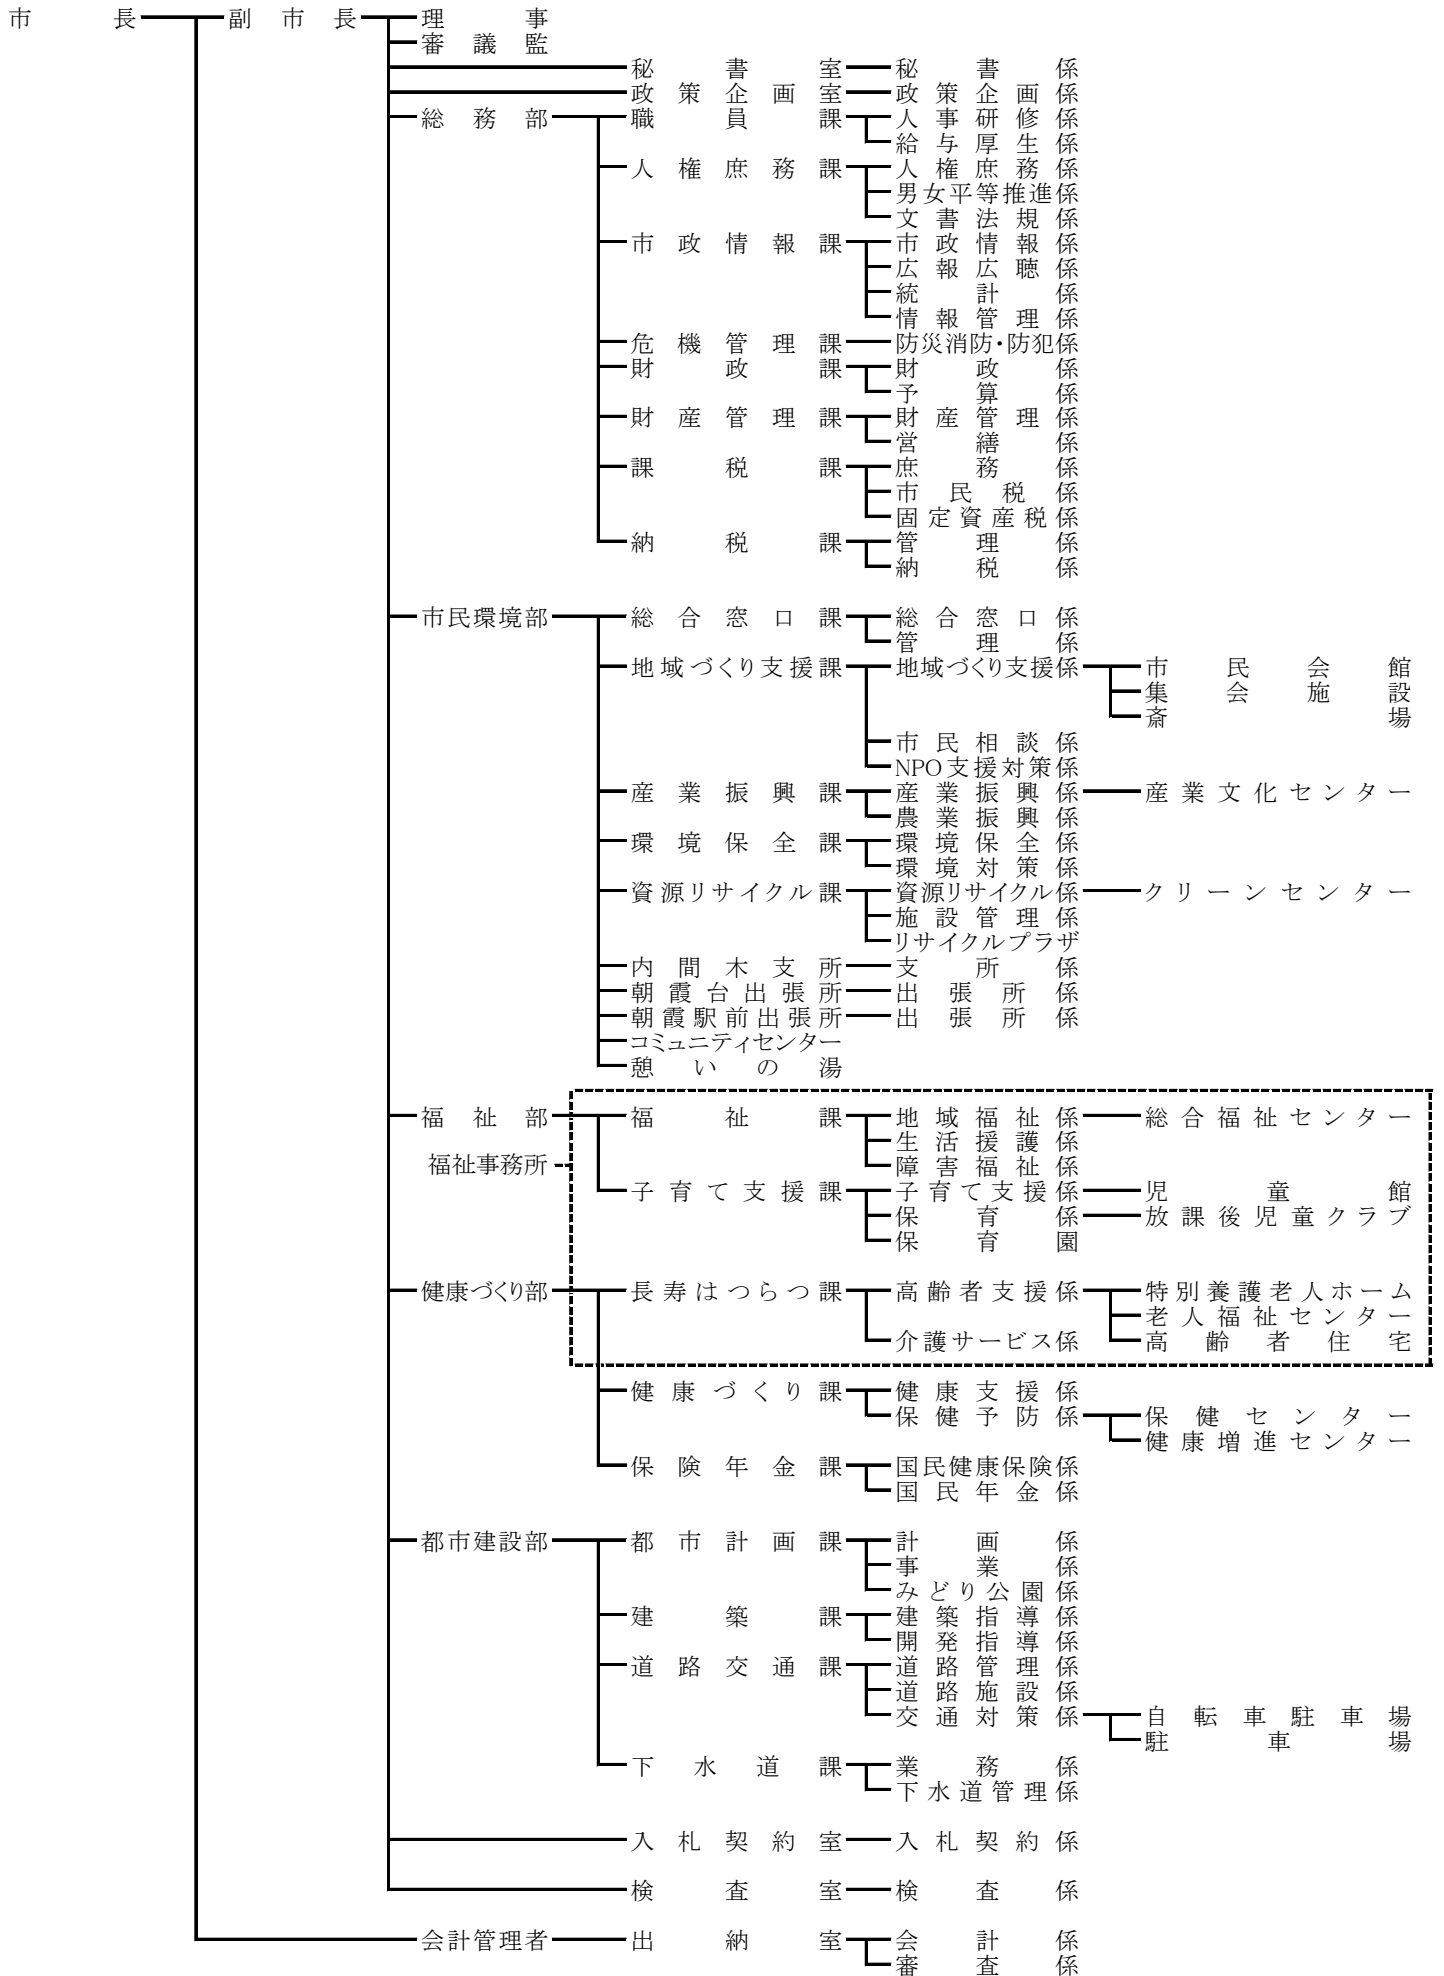 市長 副市長 理事
審議監
秘書室 秘書係
政策企画室 政策企画係
総務部 職員課 人事研修係
給与厚生係
人権庶務課 人権庶務係
男女平等推進係
文書法規係
市政情報課 市政情報係
広報広聴係
統計係
情報管理係
危機管理課 防災消防・防犯係
財政課 財政係
予算係
財産管理課 財産管理係
営繕係
課税課 庶務係
市民税係
固定資産税係
納税課 管理係
納税係
市民環境部 総合窓口課 総合窓口係
管理係
地域づくり支援課 地域づくり支援係 市民会館
集会施設
斎場
市民相談係
NPO支援対策係
産業振興課 産業振興係 産業文化センター
農業振興係
環境保全課 環境保全係
環境対策係
資源リサイクル課 資源リサイクル係 クリーンセンター
施設管理係
リサイクルプラザ
内間木支所 支所係
朝霞台出張所 出張所係
朝霞駅前出張所 出張所係
コミュニティセンター
憩いの湯
福祉部 福祉課 地域福祉係 総合福祉センター
生活援護係
福祉事務所 障害福祉係
子育て支援課 子育て支援係 児童館
保育係 放課後児童クラブ
保育園
健康づくり部 長寿はつらつ課 高齢者支援係 特別養護老人ホーム
老人福祉センター
介護サービス係 高齢者住宅
健康づくり課 健康支援係
保健予防係 保健センター
健康増進センター
保険年金課 国民健康保険係
国民年金係
都市建設部 都市計画課 計画係
事業係
みどり公園係
建築課 建築指導係
開発指導係
道路交通課 道路管理係
道路施設係
交通対策係 自転車駐車場
駐車場
下水道課 業務係
下水道管理係
入札契約室 入札契約係
検査室 検査係
会計管理者 出納室 会計係
審査係